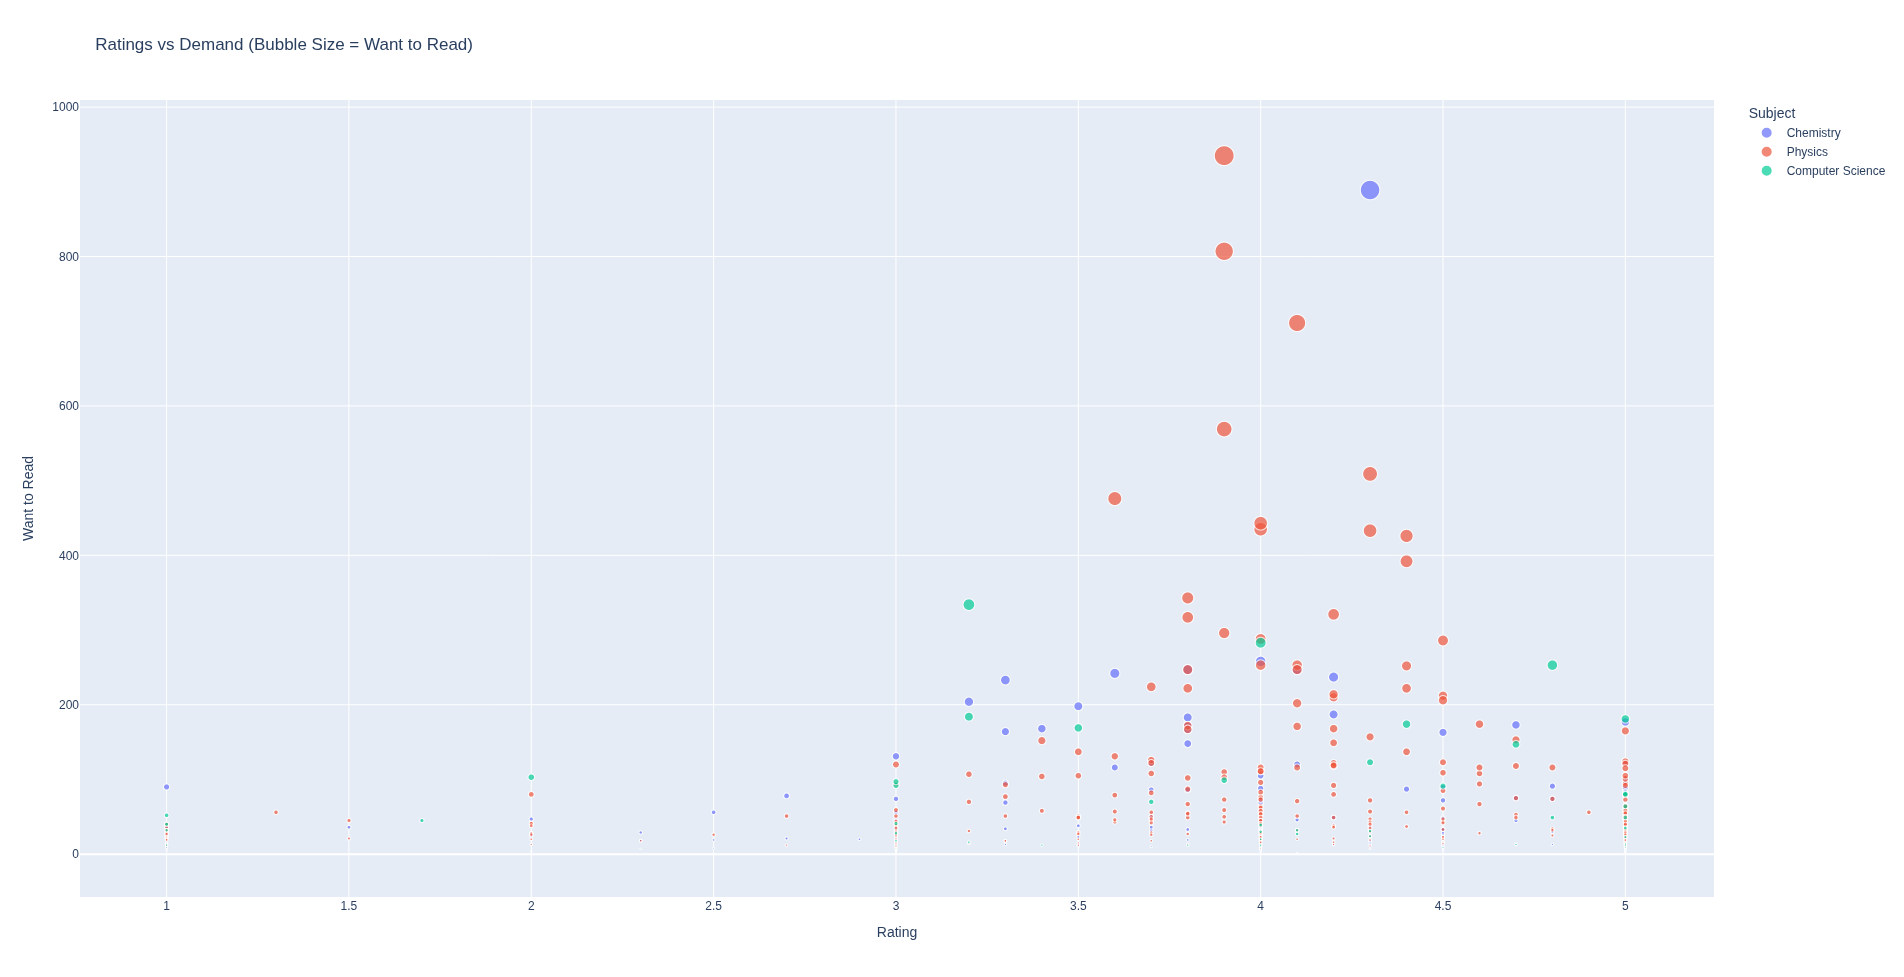 Ratings vs Demand (Bubble Size = Want to Read)
1000
800
600
400
200
0
Want to Read
1
1.5
2
2.5
3
3.5
4
4.5
5
Rating
Subject
Chemistry
Physics
Computer Science